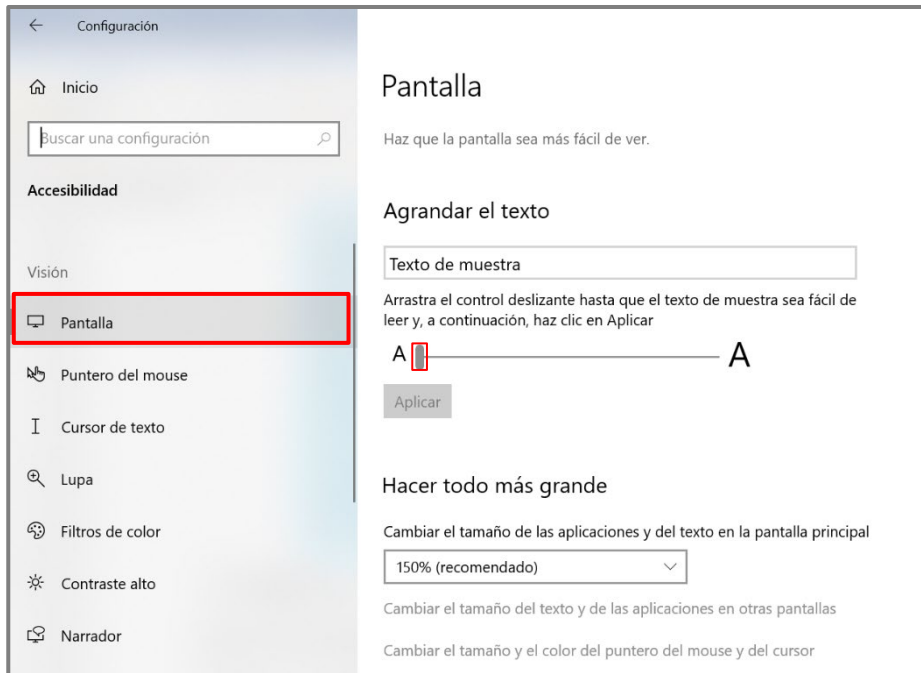 Configuración
Inicio
Buscar una configuración
Accesibilidad
Visión
Pantalla
Puntero del mouse
Cursor de texto
Lupa
Filtros de color
Contraste alto
Narrador
Pantalla
Haz que la pantalla sea más fácil de ver.
Agrandar el texto
Texto de muestra
Arrastra el control deslizante hasta que el texto de muestra sea fácil de
leer y, a continuación, haz clic en Aplicar
A A
Aplicar
Hacer todo más grande
Cambiar el tamaño de las aplicaciones y del texto en la pantalla principal
150% (recomendado)
Cambiar el tamaño del texto y de las aplicaciones en otras pantallas
Cambiar el tamaño y el color del puntero del mouse y del cursor